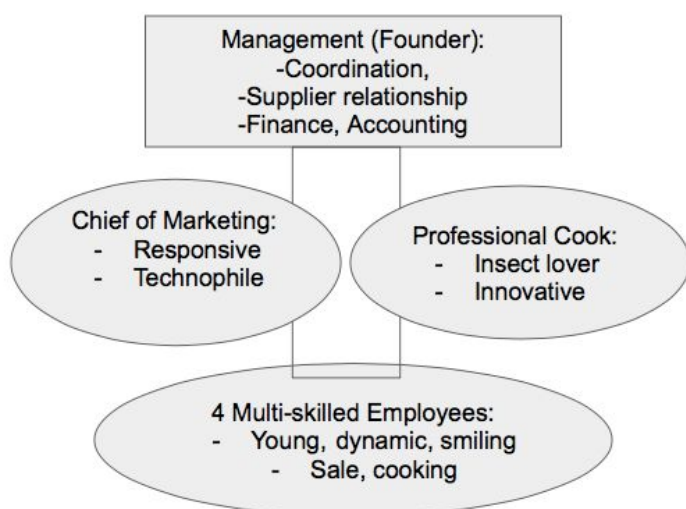 Management (Founder):
-Coordination,
-Supplier relationship
-Finance, Accounting
Chief of Marketing:
- Responsive
- Technophile
Professional Cook:
- Insect lover
- Innovative
4 Multi-skilled Employees:
- Young, dynamic, smiling
- Sale, cooking